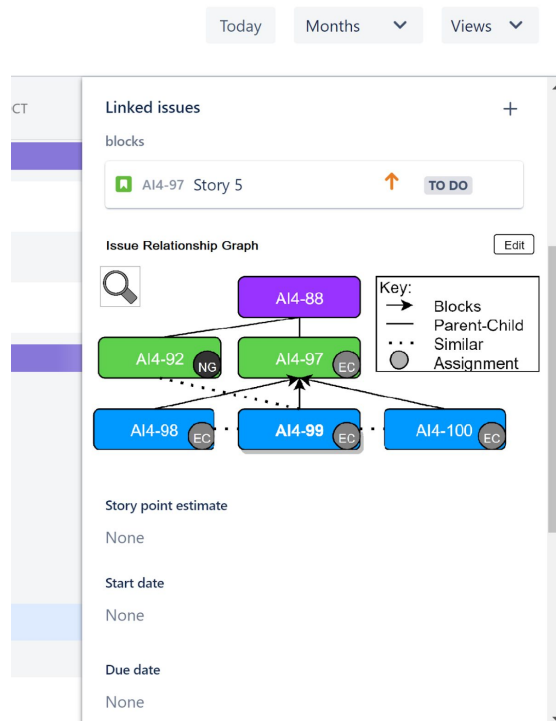 Today Months Views
CT
Linked issues +
blocks
AI4-97 Story 5 TO DO
Issue Relationship Graph Edit
AI4-88
Key:
Blocks
Parent-Child
Similar
Assignment
AI4-92 NG
AI4-97 EC
AI4-98 EC
AI4-99 EC
AI4-100 EC
Story point estimate
None
Start date
None
Due date
None